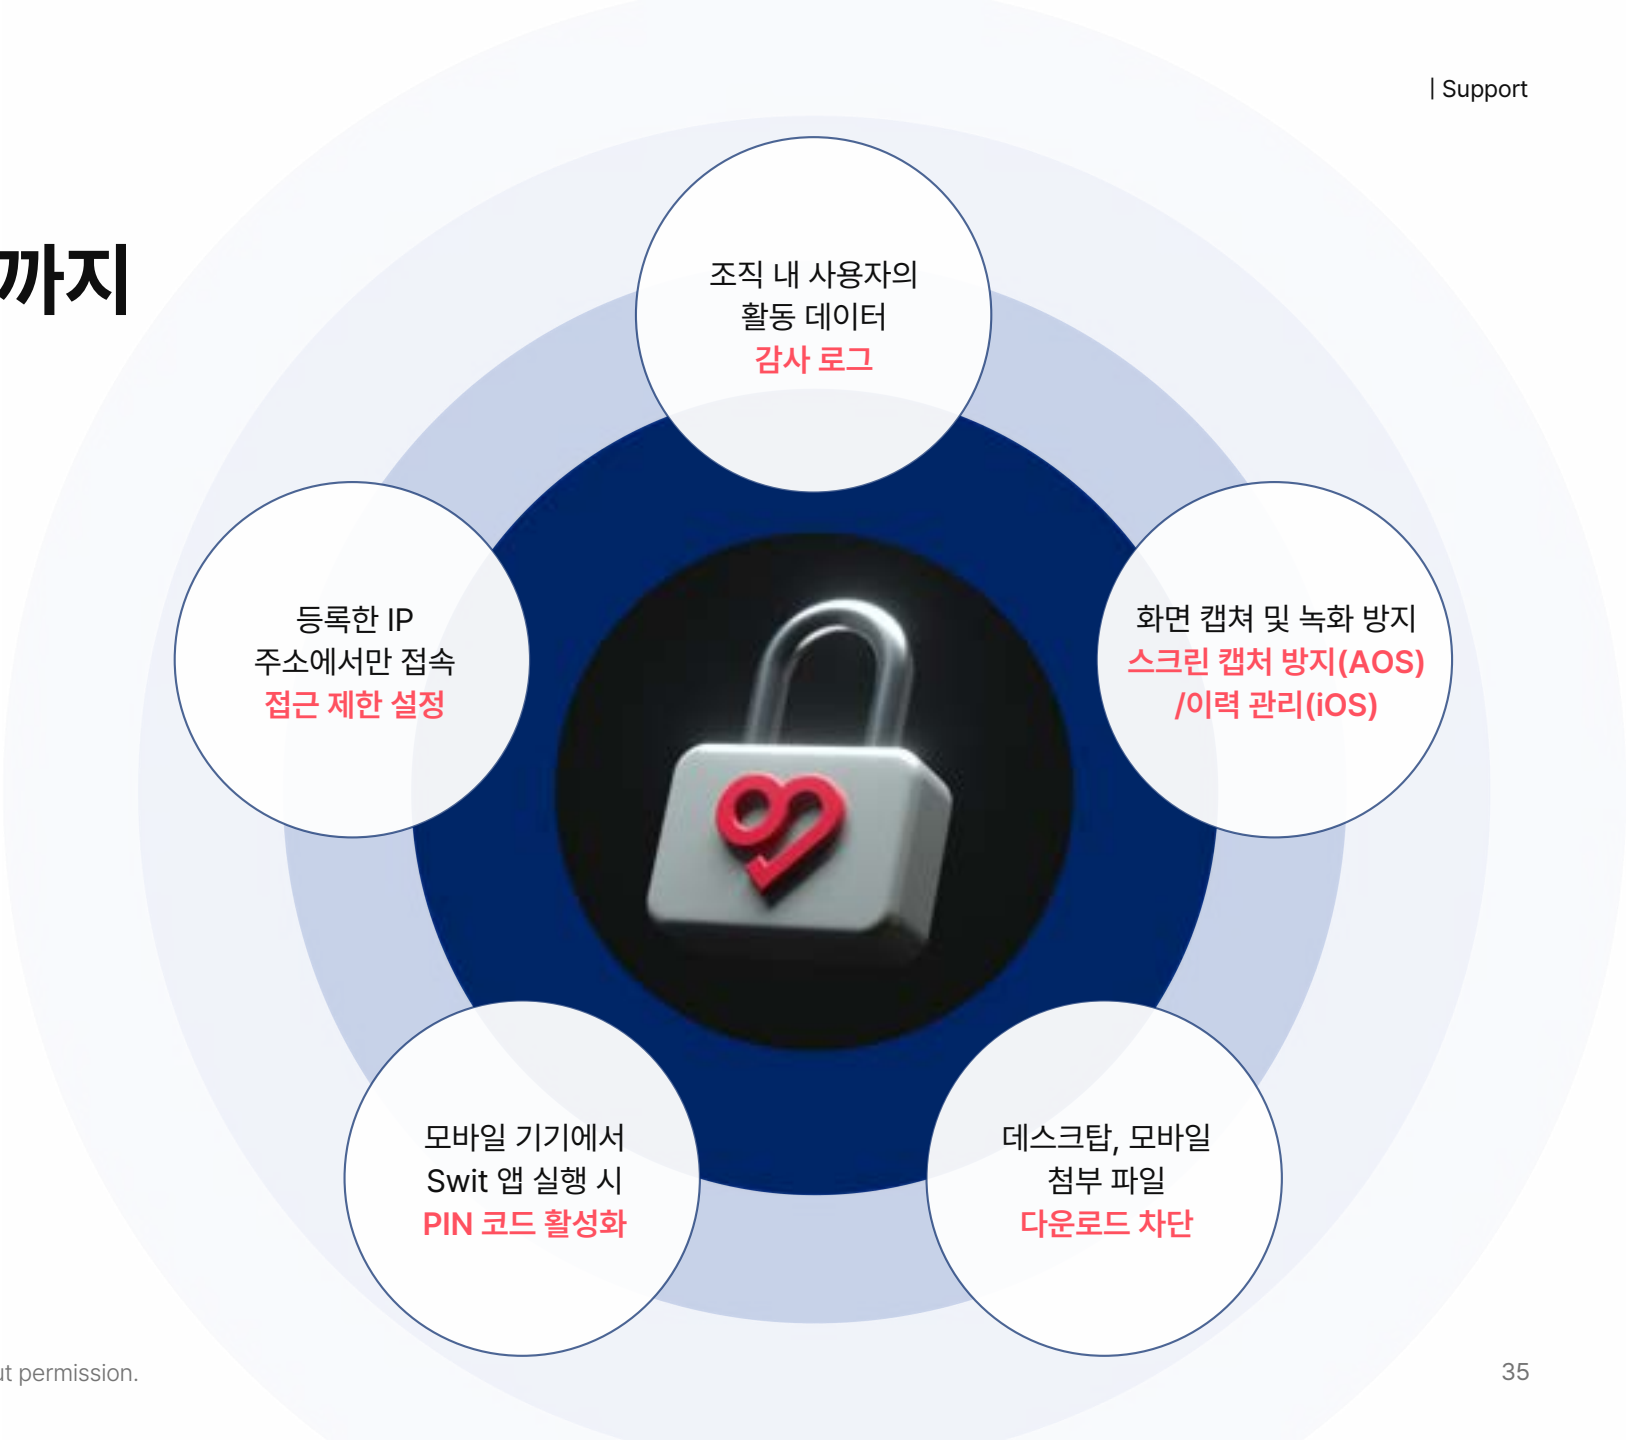 | Support
까지
조직 내 사용자의
활동 데이터
감사 로그
등록한 IP
주소에서만 접속
접근 제한 설정
화면 캡쳐 및 녹화 방지
스크린 캡처 방지(AOS)
/이력 관리(iOS)
모바일 기기에서
Swit 앱 실행 시
PIN 코드 활성화
데스크탑, 모바일
첨부 파일
다운로드 차단
permission.
35